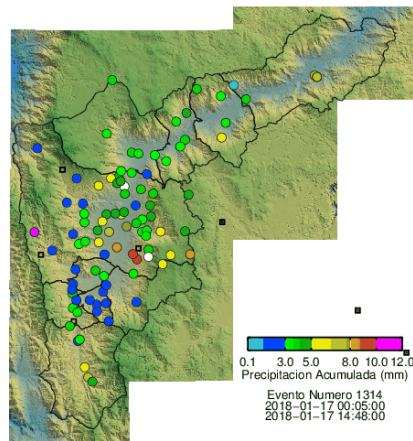 0.1 3.0 5.0 8.0 10.0 12.0
Precipitacion Acumulada (mm)
Evento Numero 1314
2018-01-17 00:05:00
2018-01-17 14:48:00